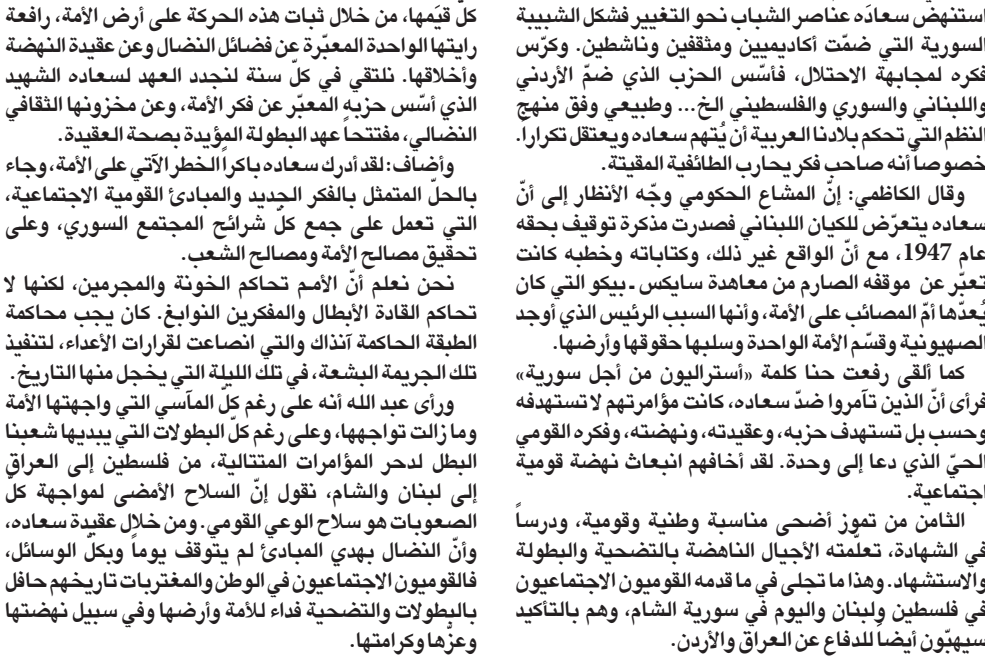 استنهض سعاده عناصر الشباب نحو التغيير فشكل الشبيبة
السورية التي ضمّت أكاديميين ومثقفين وناشطين. وكرّس
فكره لمجابهة الاحتلال، فأسّس الحزب الذي ضمّ الأردني
واللبناني والسوري والفلسطيني الخ... وطبيعي وفق منهج
النظم التي تحكم بلادنا العربية أن يُتهم سعاده ويعتقل تكراراً.
خصوصاً أنه صاحب فكر يحارب الطائفية المقيتة.
وقال الكاظمي: إنّ المشاع الحكومي وجّه الأنظار إلى أنّ
سعاده يتعرّض للكيان اللبناني فصدرت مذكرة توقيف بحقه
عام 1947، مع أنّ الواقع غير ذلك، وكتاباته وخطبه كانت
تعبّر عن موقفه الصارم من معاهدة سايكس ـ بيكو التي كان
يُعدّها أمّ المصائب على الأمة، وأنها السبب الرئيس الذي أوجد
الصهيونية وقسّم الأمة الواحدة وسلبها حقوقها وأرضها.
كما ألقى رفعت حنا كلمة «أستراليون من أجل سورية»
فرأى أنّ الذين تآمروا ضدّ سعاده، كانت مؤامرتهم لا تستهدفه
وحسب بل تستهدف حزبه، وعقيدته، ونهضته، وفكره القومي
الحيّ الذي دعا إلى وحدة. لقد أخافهم انبعاث نهضة قومية
اجتماعية.
الثامن من تموز أضحى مناسبة وطنية وقومية، ودرساً
في الشهادة، تعلّمته الأجيال الناهضة بالتضحية والبطولة
والاستشهاد. وهذا ما تجلى في ما قدمه القوميون الاجتماعيون
في فلسطين ولبنان واليوم في سورية الشام، وهم بالتأكيد
سيهبّون أيضاً للدفاع عن العراق والأردن.
كلّ قيَمها، من خلال ثبات هذه الحركة على أرض الأمة، رافعة
رايتها الواحدة المعبّرة عن فضائل النضال وعن عقيدة النهضة
وأخلاقها. نلتقي في كلّ سنة لنجدد العهد لسعاده الشهيد
الذي أسّس حزبه المعبّر عن فكر الأمة، وعن مخزونها الثقافي
النضالي، مفتتحاً عهد البطولة المؤيدة بصحة العقيدة.
وأضاف: لقد أدرك سعاده باكراً الخطر الآتي على الأمة، وجاء
بالحلّ المتمثل بالفكر الجديد والمبادئ القومية الاجتماعية،
التي تعمل على جمع كلّ شرائح المجتمع السوري، وعلى
تحقيق مصالح الأمة ومصالح الشعب.
نحن نعلم أنّ الأمم تحاكم الخونة والمجرمين، لكنها لا
تحاكم القادة الأبطال والمفكرين النوابغ. كان يجب محاكمة
الطبقة الحاكمة آنذاك والتي انصاعت لقرارات الأعداء، لتنفيذ
تلك الجريمة البشعة، في تلك الليلة التي يخجل منها التاريخ.
ورأى عبد الله أنه على رغم كلّ المآسي التي واجهتها الأمة
وما زالت تواجهها، وعلى رغم كلّ البطولات التي يبديها شعبنا
البطل لدحر المؤامرات المتتالية، من فلسطين إلى العراق
إلى لبنان والشام، نقول إنّ السلاح الأمضى لمواجهة كلّ
الصعوبات هو سلاح الوعي القومي. ومن خلال عقيدة سعاده،
وأنّ النضال بهدي المبادئ لم يتوقف يوماً وبكلّ الوسائل،
فالقوميون الاجتماعيون في الوطن والمغتربات تاريخهم حافل
بالبطولات والتضحية فداء للأمة وأرضها وفي سبيل نهضتها
وعزّها وكرامتها.